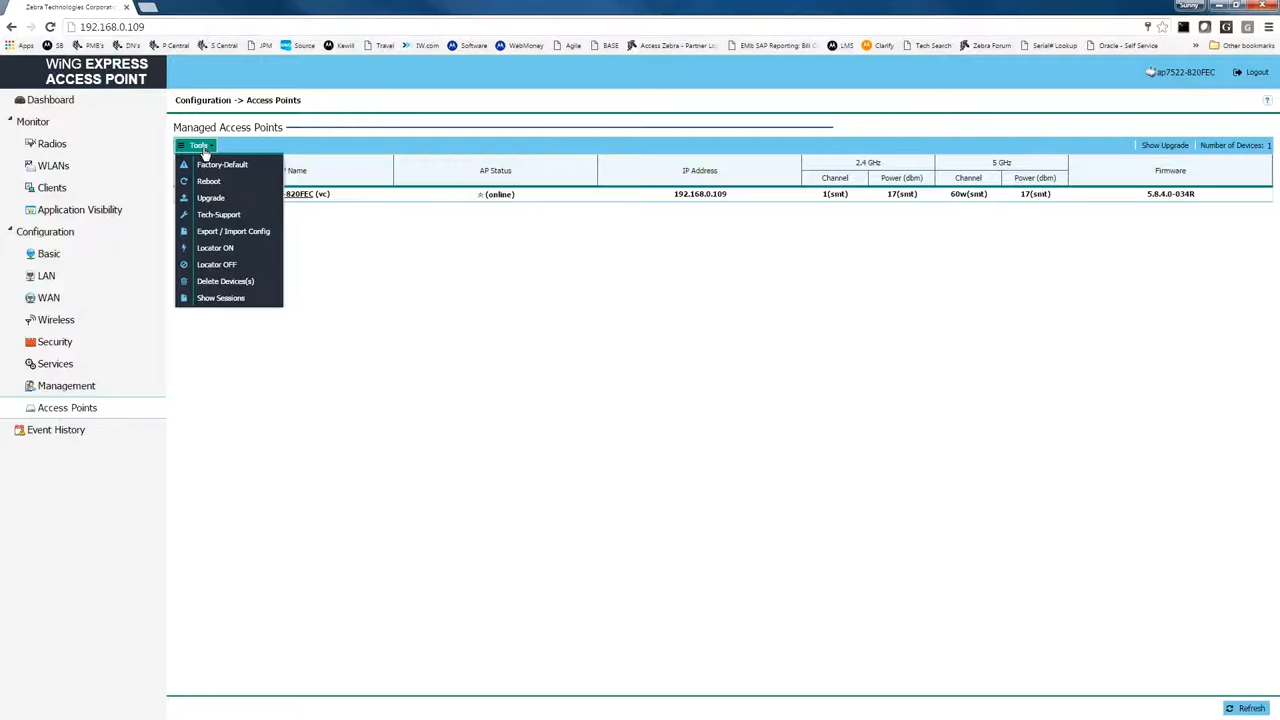 Zebra Technologies Corporati
Sunny
192.168.0.109
Apps SB PMB's DN's P Central S Central JPM Source Kewill Travel IW.com Software WebMoney Agile BASE Access Zebra - Partner Lo EMb SAP Reporting: Bill C LMS Clarify Tech Search Zebra Forum Serial# Lookup Oracle - Self Service » Other bookmarks
WiNG EXPRESS
ACCESS POINT
ap7522-820FEC Logout
Dashboard
Monitor
Radios
WLANs
Clients
Application Visibility
Configuration
Basic
LAN
WAN
Wireless
Security
Services
Management
Access Points
Event History
Configuration -> Access Points ?
Managed Access Points
Tools
Show Upgrade Number of Devices: 1
Factory-Default
Reboot
Upgrade
Tech-Support
Export / Import Config
Locator ON
Locator OFF
Delete Devices(s)
Show Sessions
Name AP Status IP Address 2.4 GHz 5 GHz Firmware
Channel Power (dbm) Channel Power (dbm)
-820FEC (vc) (online) 192.168.0.109 1(smt) 17(smt) 60w(smt) 17(smt) 5.8.4.0-034R
Refresh